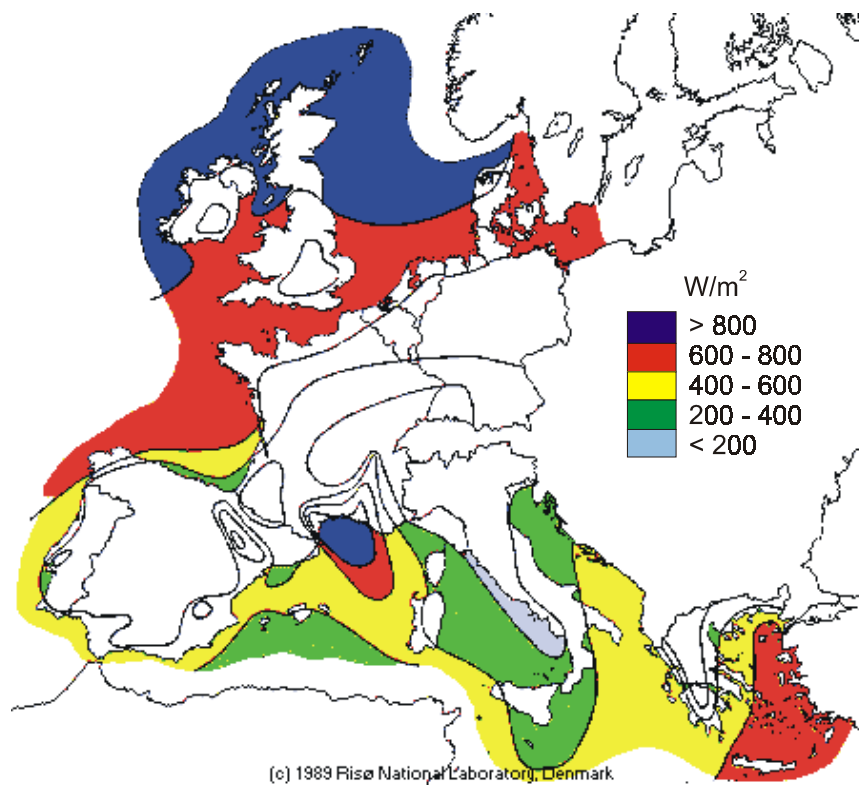 W/m²
> 800
600 - 800
400 - 600
200 - 400
< 200
(c) 1989 Risø National Laboratory, Denmark